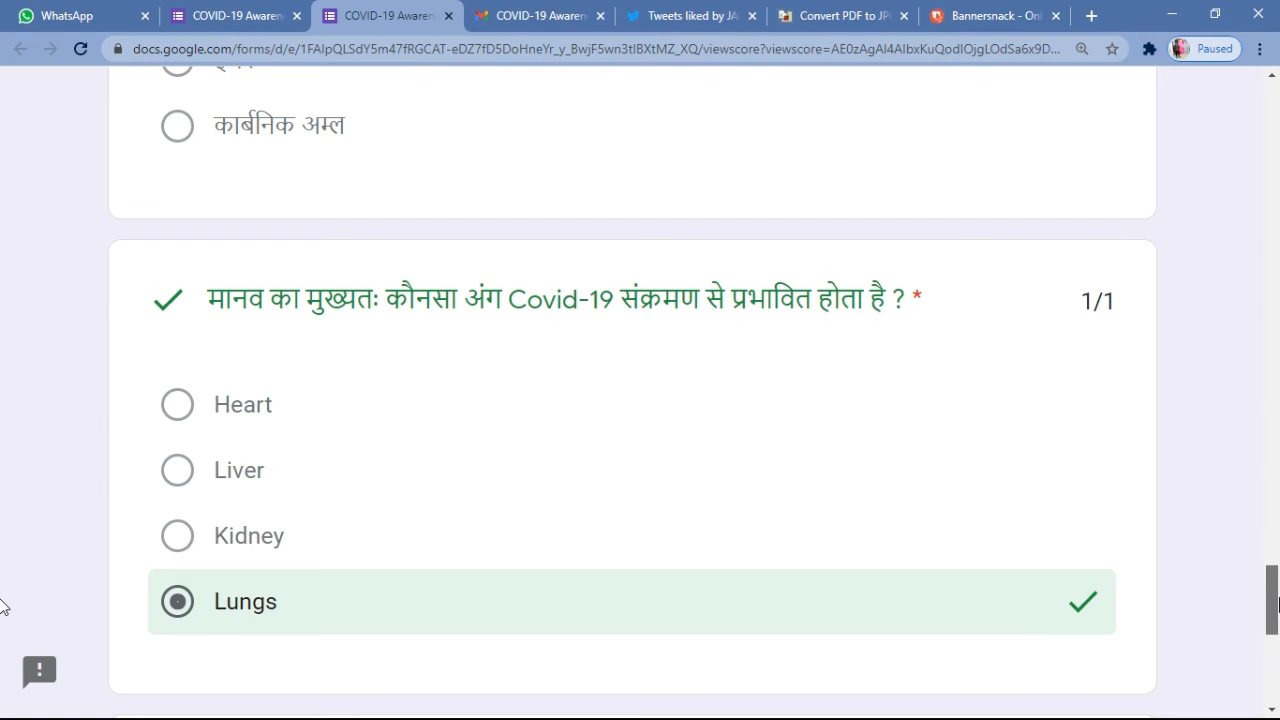 WhatsApp
COVID-19 Awaren
COVID-19 Awaren
COVID-19 Awaren
Tweets liked by JAI
Convert PDF to JP
Bannersnack - Onl
docs.google.com/forms/d/e/1FAIpQLSdY5m47fRGCAT-eDZ7fD5DoHneYr_y_BwjF5wn3tIBXtMZ_XQ/viewscore?viewscore=AE0zAgAl4AIbxKuQodIOjgLOdSa6x9D...
Paused
कार्बनिक अम्ल
मानव का मुख्यतः कौनसा अंग Covid-19 संक्रमण से प्रभावित होता है ? *
1/1
Heart
Liver
Kidney
Lungs